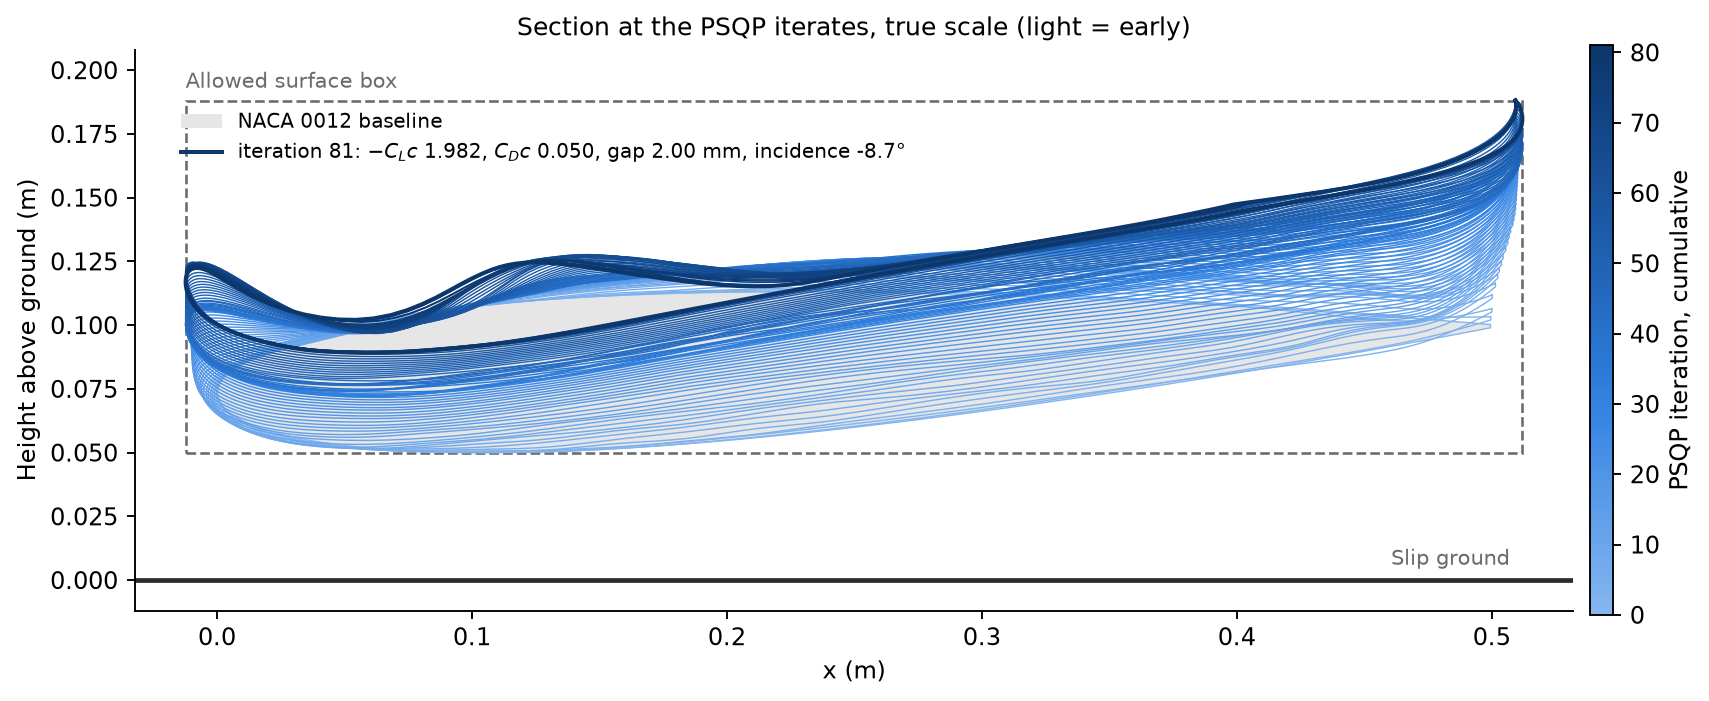 Section at the PSQP iterates, true scale (light = early)
Allowed surface box
NACA 0012 baseline
iteration 81: −C_Lc 1.982, C_Dc 0.050, gap 2.00 mm, incidence -8.7°
Slip ground
Height above ground (m)
0.200
0.175
0.150
0.125
0.100
0.075
0.050
0.025
0.000
0.0 0.1 0.2 0.3 0.4 0.5
x (m)
80
70
60
50
40
30
20
10
0
PSQP iteration, cumulative